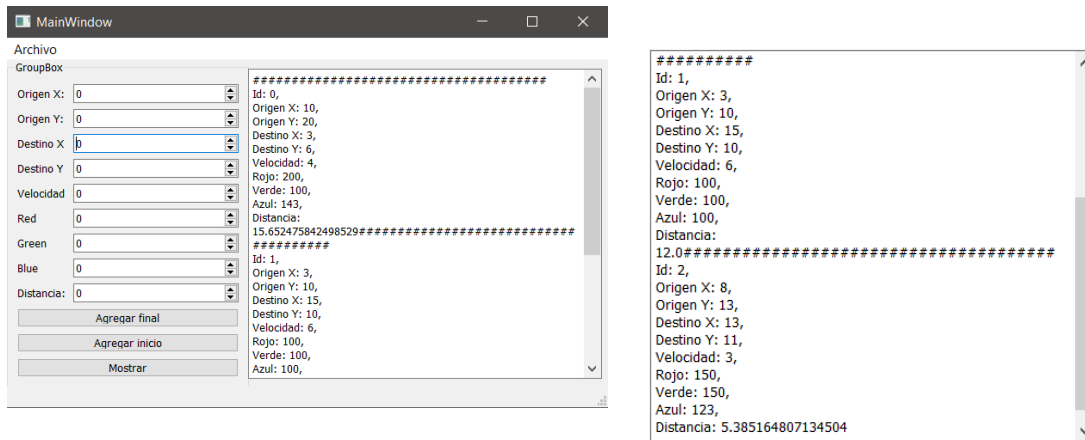 MainWindow
Archivo
GroupBox
Origen X: 0
Origen Y: 0
Destino X 0
Destino Y 0
Velocidad 0
Red 0
Green 0
Blue 0
Distancia: 0
Agregar final
Agregar inicio
Mostrar
######################################
Id: 0,
Origen X: 10,
Origen Y: 20,
Destino X: 3,
Destino Y: 6,
Velocidad: 4,
Rojo: 200,
Verde: 100,
Azul: 143,
Distancia:
15.652475842498529############################
##########
Id: 1,
Origen X: 3,
Origen Y: 10,
Destino X: 15,
Destino Y: 10,
Velocidad: 6,
Rojo: 100,
Verde: 100,
Azul: 100,
##########
Id: 1,
Origen X: 3,
Origen Y: 10,
Destino X: 15,
Destino Y: 10,
Velocidad: 6,
Rojo: 100,
Verde: 100,
Azul: 100,
Distancia:
12.0######################################
Id: 2,
Origen X: 8,
Origen Y: 13,
Destino X: 13,
Destino Y: 11,
Velocidad: 3,
Rojo: 150,
Verde: 150,
Azul: 123,
Distancia: 5.385164807134504